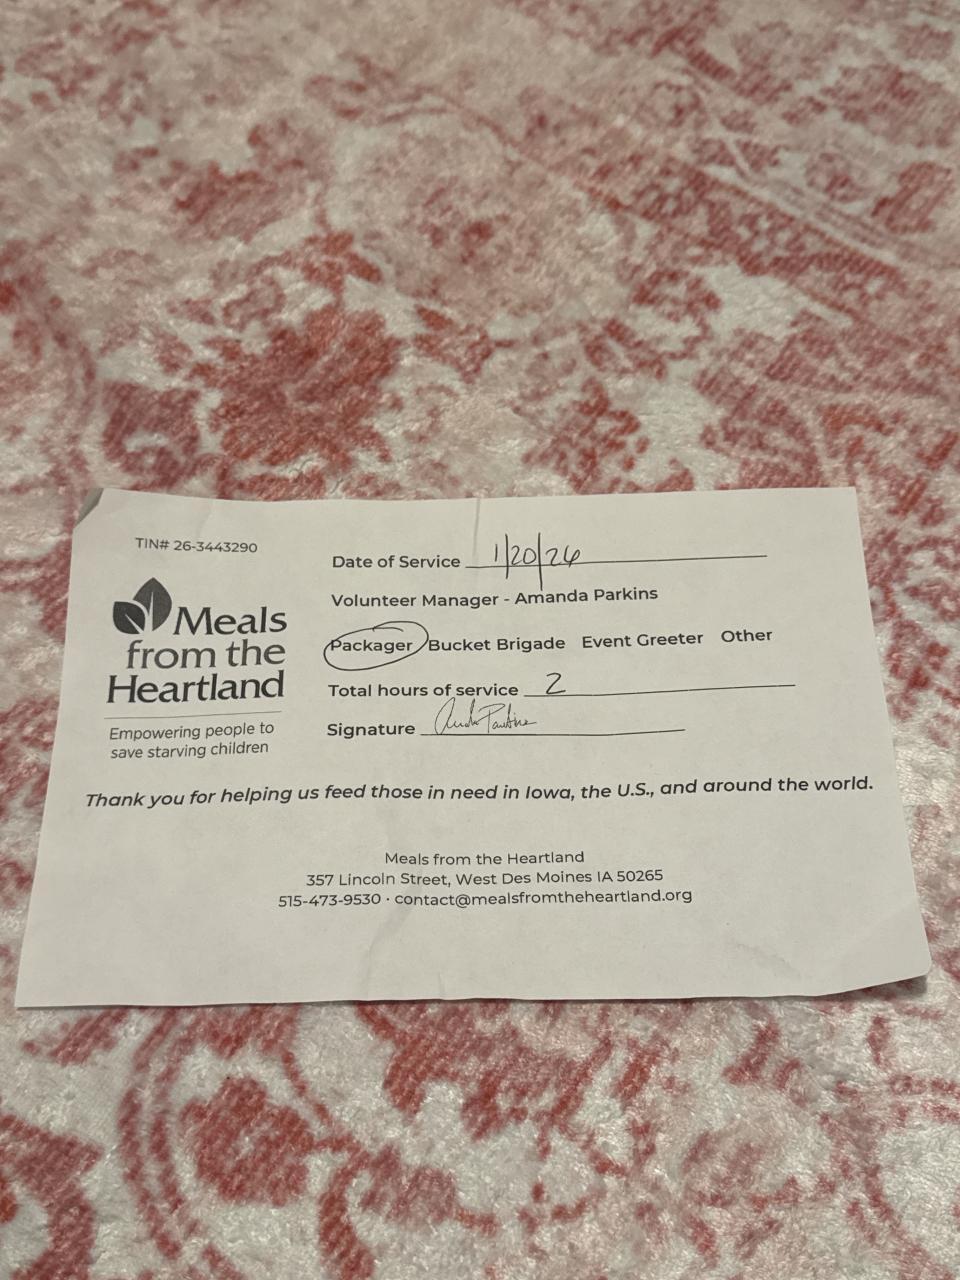 TIN# 26-3443290
Meals
from the
Heartland
Empowering people to
save starving children
Date of Service 1/20/26
Volunteer Manager - Amanda Parkins
Packager Bucket Brigade Event Greeter Other
Total hours of service 2
Signature Amanda Parkins
Thank you for helping us feed those in need in Iowa, the U.S., and around the world.
Meals from the Heartland
357 Lincoln Street, West Des Moines IA 50265
515-473-9530 · contact@mealsfromtheheartland.org